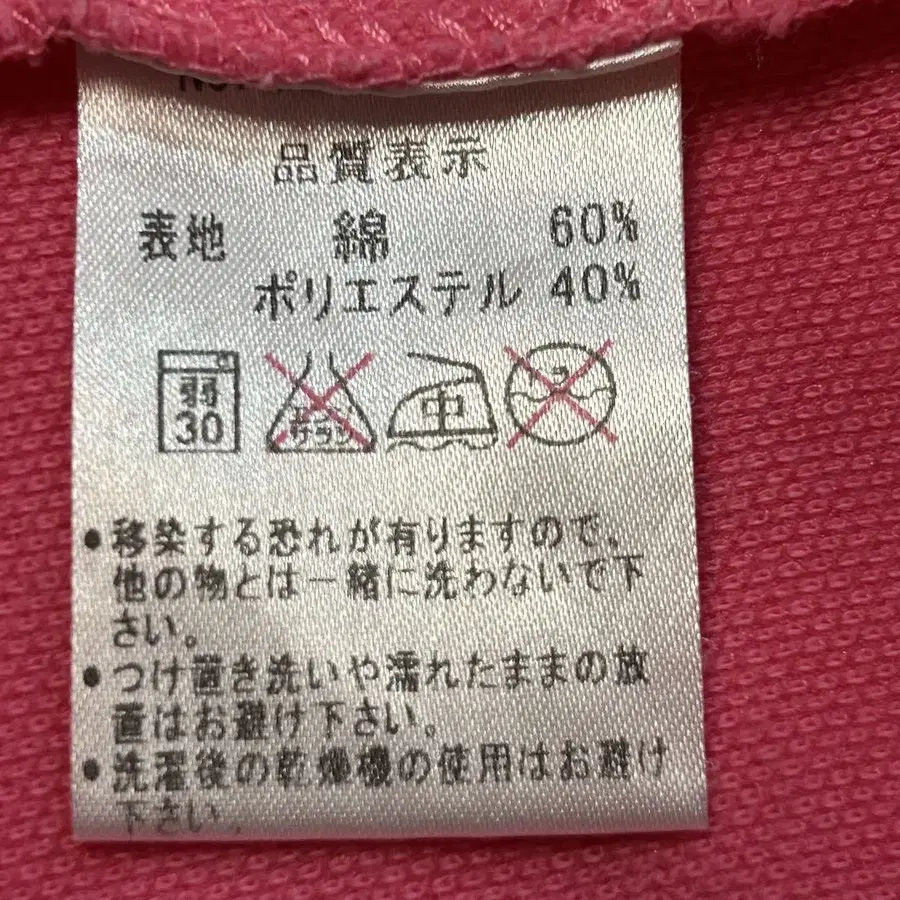 品質表示
表地 綿 60%
ポリエステル 40%
弱
30
エンソ
サラシ
中
ドライ
•移染する恐れが有りますので、
他の物とは一緒に洗わないで下
さい。
•つけ置き洗いや濡れたままの放
置はお避け下さい。
•洗濯後の乾燥機の使用はお避け
下さい。